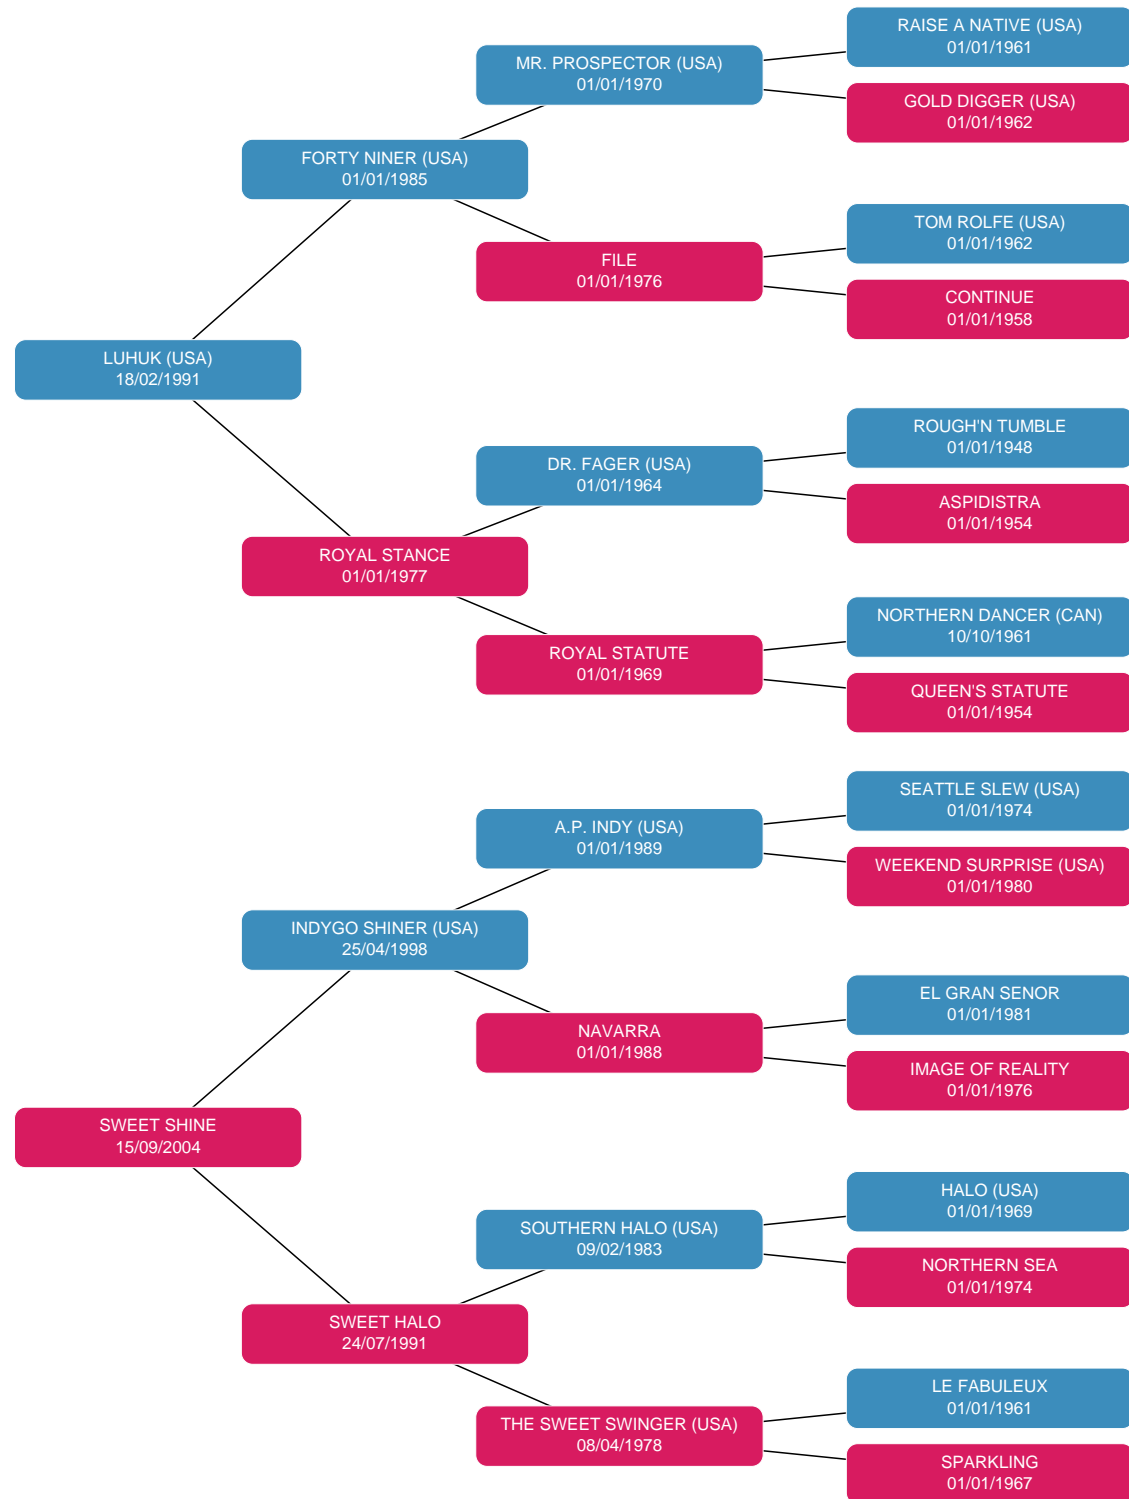 RAISE A NATIVE (USA)
01/01/1961
MR. PROSPECTOR (USA)
01/01/1970
GOLD DIGGER (USA)
01/01/1962
FORTY NINER (USA)
01/01/1985
TOM ROLFE (USA)
01/01/1962
FILE
01/01/1976
CONTINUE
01/01/1958
LUHUK (USA)
18/02/1991
ROUGH'N TUMBLE
01/01/1948
DR. FAGER (USA)
01/01/1964
ASPIDISTRA
01/01/1954
ROYAL STANCE
01/01/1977
NORTHERN DANCER (CAN)
10/10/1961
ROYAL STATUTE
01/01/1969
QUEEN'S STATUTE
01/01/1954
SEATTLE SLEW (USA)
01/01/1974
A.P. INDY (USA)
01/01/1989
WEEKEND SURPRISE (USA)
01/01/1980
INDYGO SHINER (USA)
25/04/1998
EL GRAN SENOR
01/01/1981
NAVARRA
01/01/1988
IMAGE OF REALITY
01/01/1976
SWEET SHINE
15/09/2004
HALO (USA)
01/01/1969
SOUTHERN HALO (USA)
09/02/1983
NORTHERN SEA
01/01/1974
SWEET HALO
24/07/1991
LE FABULEUX
01/01/1961
THE SWEET SWINGER (USA)
08/04/1978
SPARKLING
01/01/1967